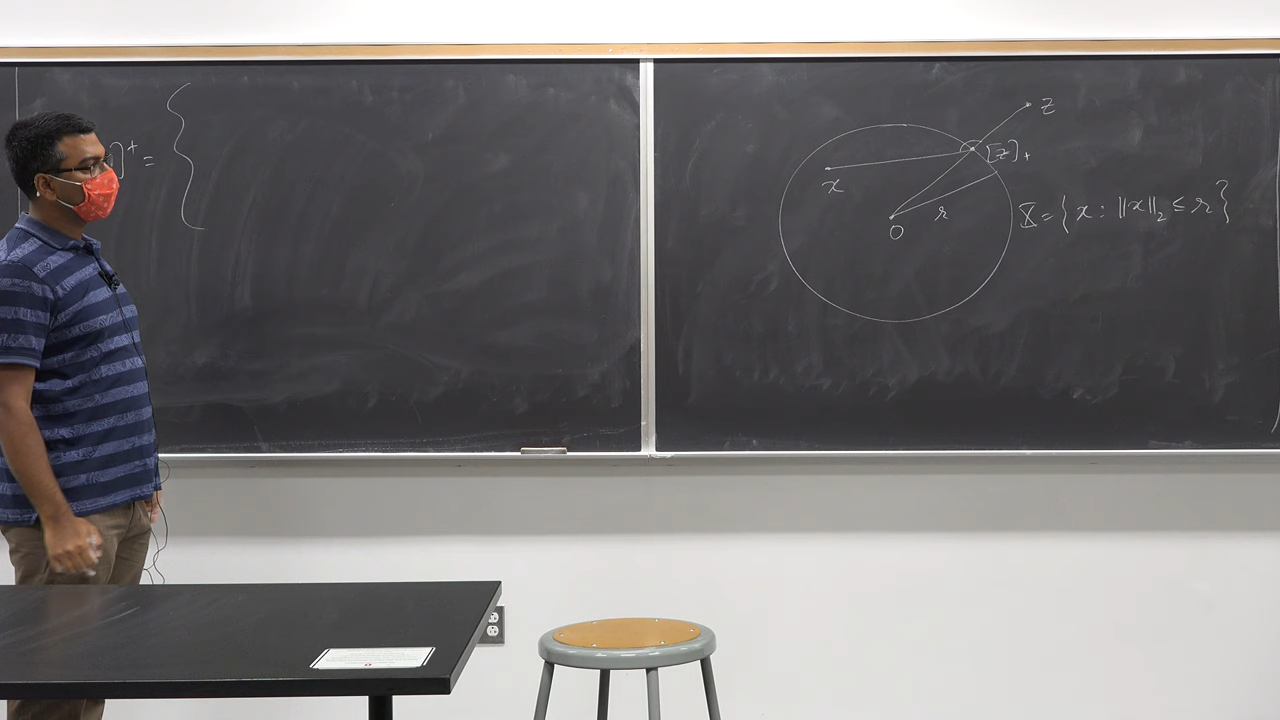 ]⁺ = {
z
[z]₊
x
r
0
X = { x : ‖x‖₂ ≤ r }